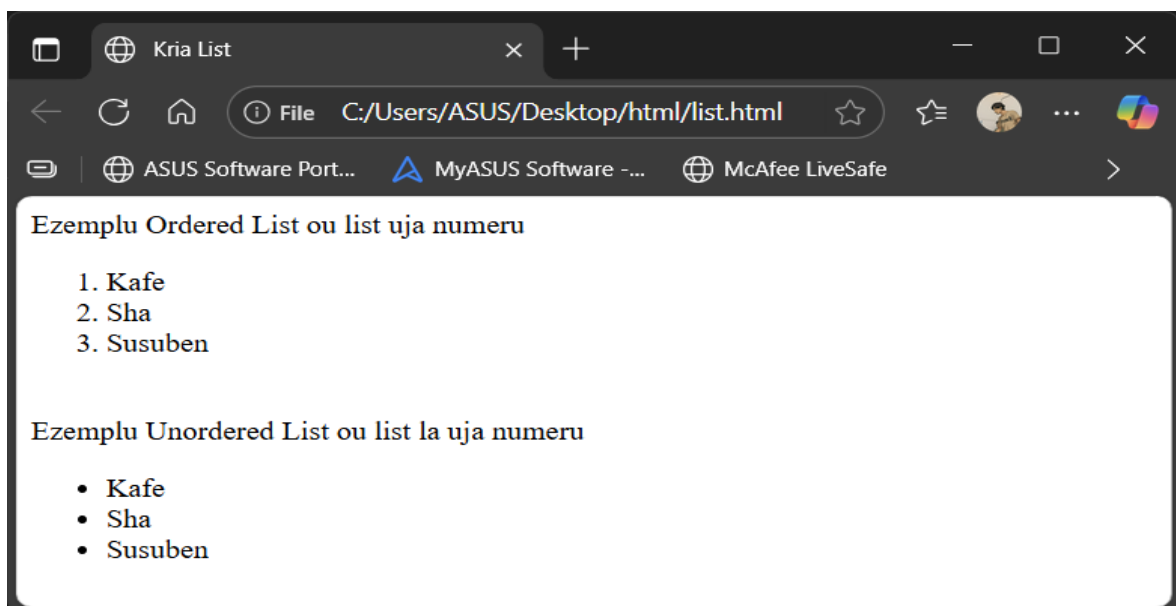 Kria List
File C:/Users/ASUS/Desktop/html/list.html
ASUS Software Port... MyASUS Software -... McAfee LiveSafe
Ezemplu Ordered List ou list uja numeru
1. Kafe
2. Sha
3. Susuben
Ezemplu Unordered List ou list la uja numeru
• Kafe
• Sha
• Susuben